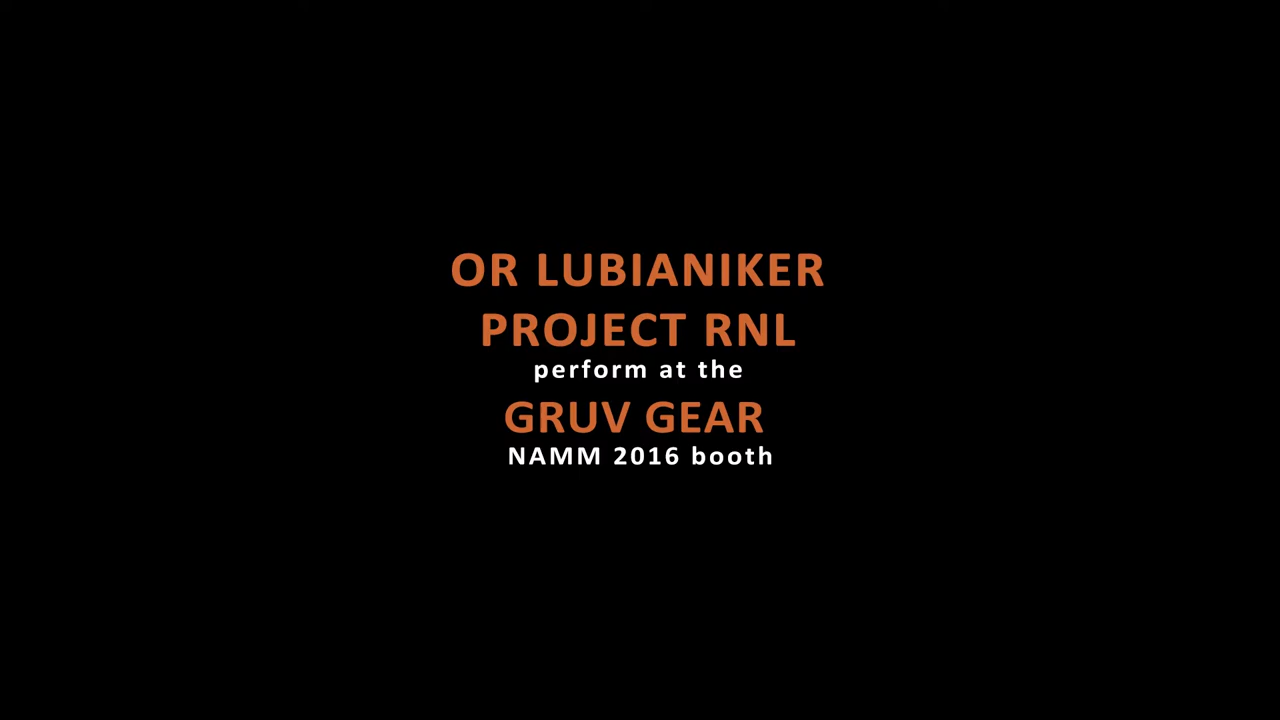 OR LUBIANIKER
PROJECT RNL
perform at the
GRUV GEAR
NAMM 2016 booth